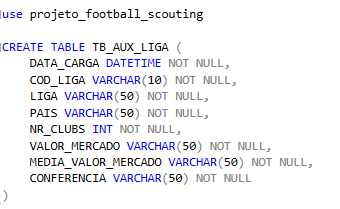 use projeto_football_scouting
CREATE TABLE TB_AUX_LIGA (
DATA_CARGA DATETIME NOT NULL,
COD_LIGA VARCHAR(10) NOT NULL,
LIGA VARCHAR(50) NOT NULL,
PAIS VARCHAR(50) NOT NULL,
NR_CLUBS INT NOT NULL,
VALOR_MERCADO VARCHAR(50) NOT NULL,
MEDIA_VALOR_MERCADO VARCHAR(50) NOT NULL,
CONFERENCIA VARCHAR(50) NOT NULL
)